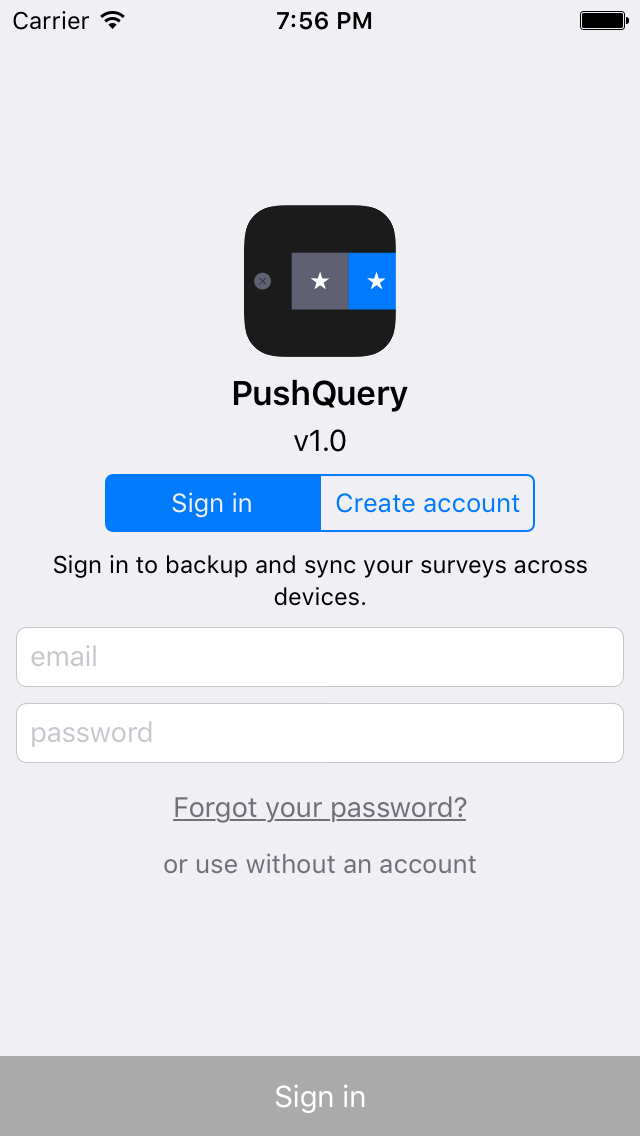 Carrier 7:56 PM
PushQuery
v1.0
Sign in Create account
Sign in to backup and sync your surveys across
devices.
email
password
Forgot your password?
or use without an account
Sign in